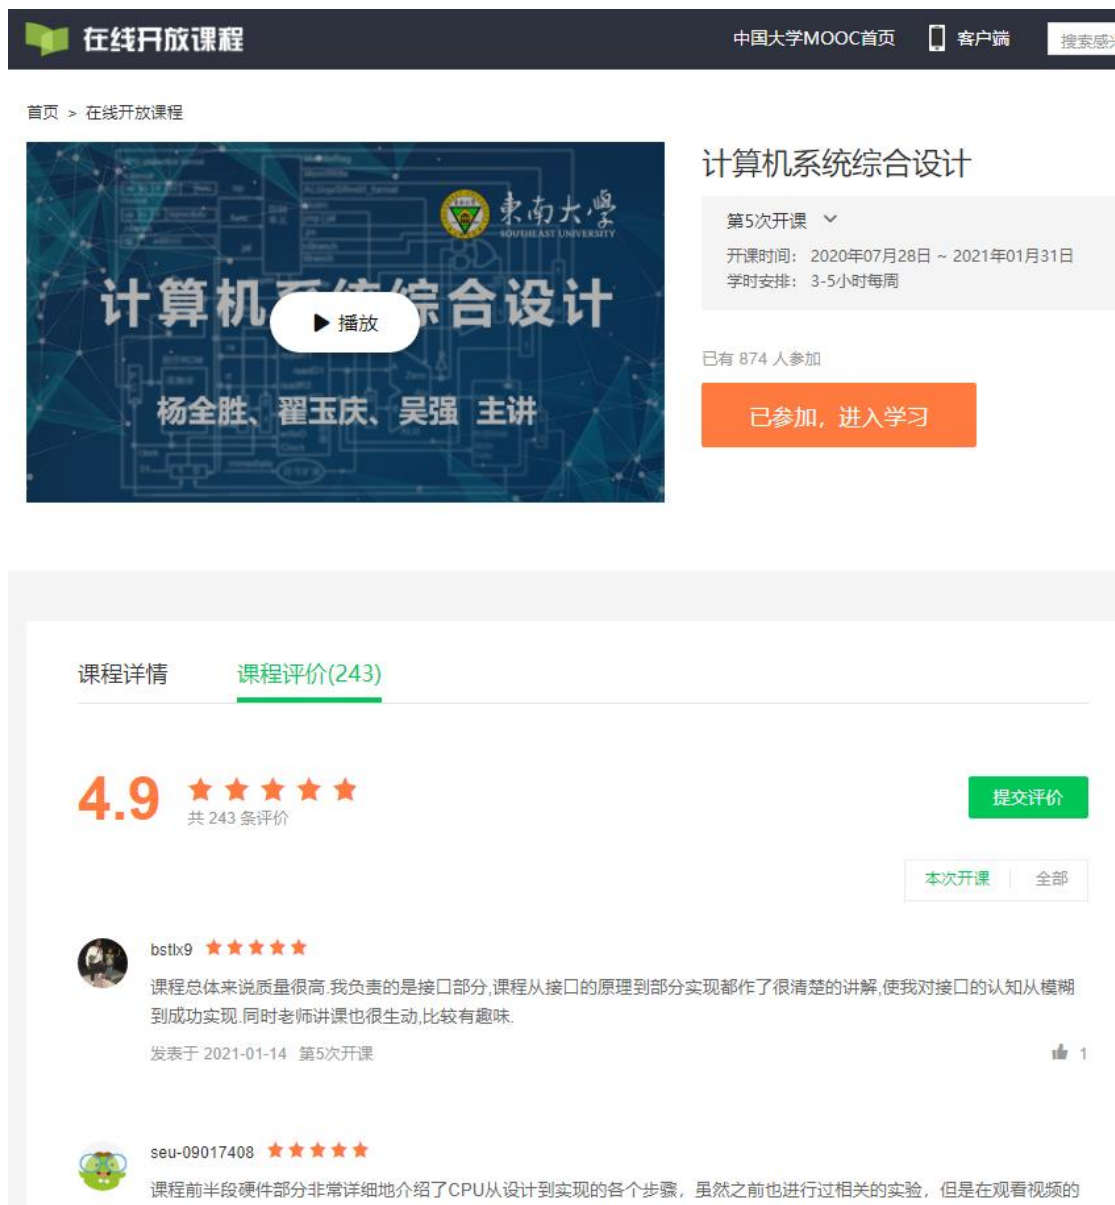 在线开放课程
中国大学MOOC首页
客户端
搜索感
首页 > 在线开放课程
東南大學
SOUTHEAST UNIVERSITY
计算机系统综合设计
播放
杨全胜、翟玉庆、吴强 主讲
计算机系统综合设计
第5次开课
开课时间： 2020年07月28日 ~ 2021年01月31日
学时安排： 3-5小时每周
已有 874 人参加
已参加，进入学习
课程详情
课程评价(243)
4.9
共 243 条评价
提交评价
本次开课
全部
bstlx9
课程总体来说质量很高.我负责的是接口部分,课程从接口的原理到部分实现都作了很清楚的讲解,使我对接口的认知从模糊
到成功实现.同时老师讲课也很生动,比较有趣味.
发表于 2021-01-14 第5次开课
1
seu-09017408
课程前半段硬件部分非常详细地介绍了CPU从设计到实现的各个步骤，虽然之前也进行过相关的实验，但是在观看视频的